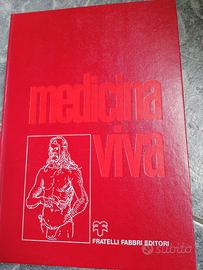 medicina
viva
FRATELLI FABBRI EDITORI
subito